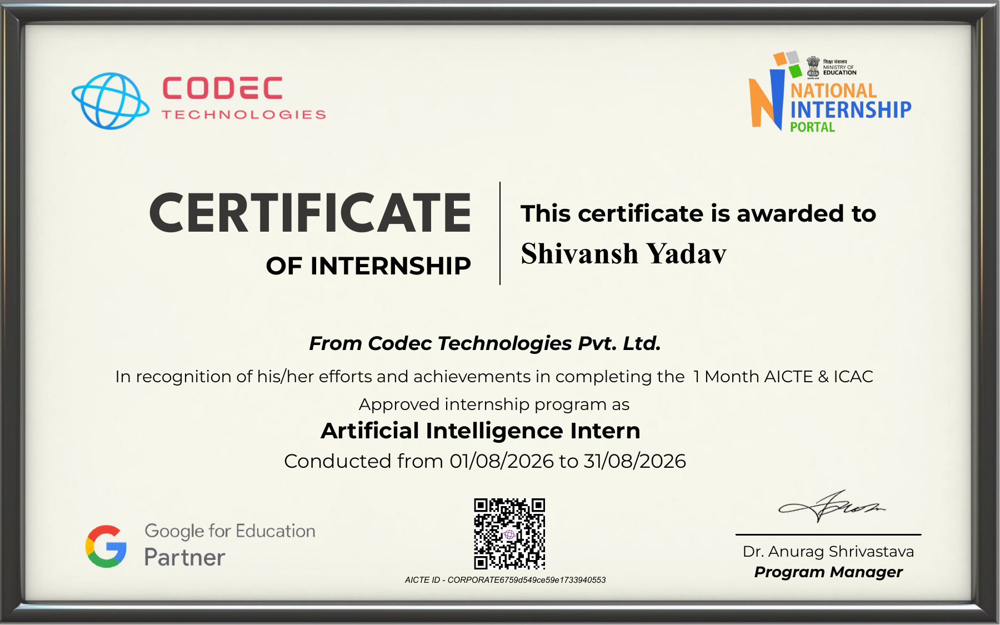 CODEC
TECHNOLOGIES
शिक्षा मंत्रालय
MINISTRY OF
EDUCATION
NATIONAL
INTERNSHIP
PORTAL
CERTIFICATE
OF INTERNSHIP
This certificate is awarded to
Shivansh Yadav
From Codec Technologies Pvt. Ltd.
In recognition of his/her efforts and achievements in completing the  1 Month AICTE & ICAC
Approved internship program as
Artificial Intelligence Intern
Conducted from 01/08/2026 to 31/08/2026
Google for Education
Partner
AICTE ID - CORPORATE6759d549ce59e1733940553
Dr. Anurag Shrivastava
Program Manager